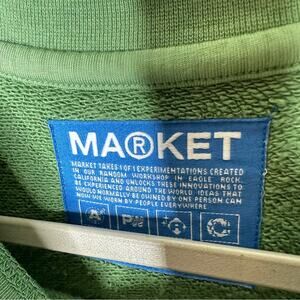 MA®KET
MARKET TAKES 1 OF 1 EXPERIMENTATIONS CREATED
IN OUR RANDOM WORKSHOP IN EAGLE ROCK,
CALIFORNIA AND UNLOCKS THESE INNOVATIONS TO
BE EXPERIENCED AROUND THE WORLD. IDEAS THAT
WOULD NORMALLY BE OWNED BY ONE PERSON CAN
NOW BE WORN BY PEOPLE EVERYWHERE.